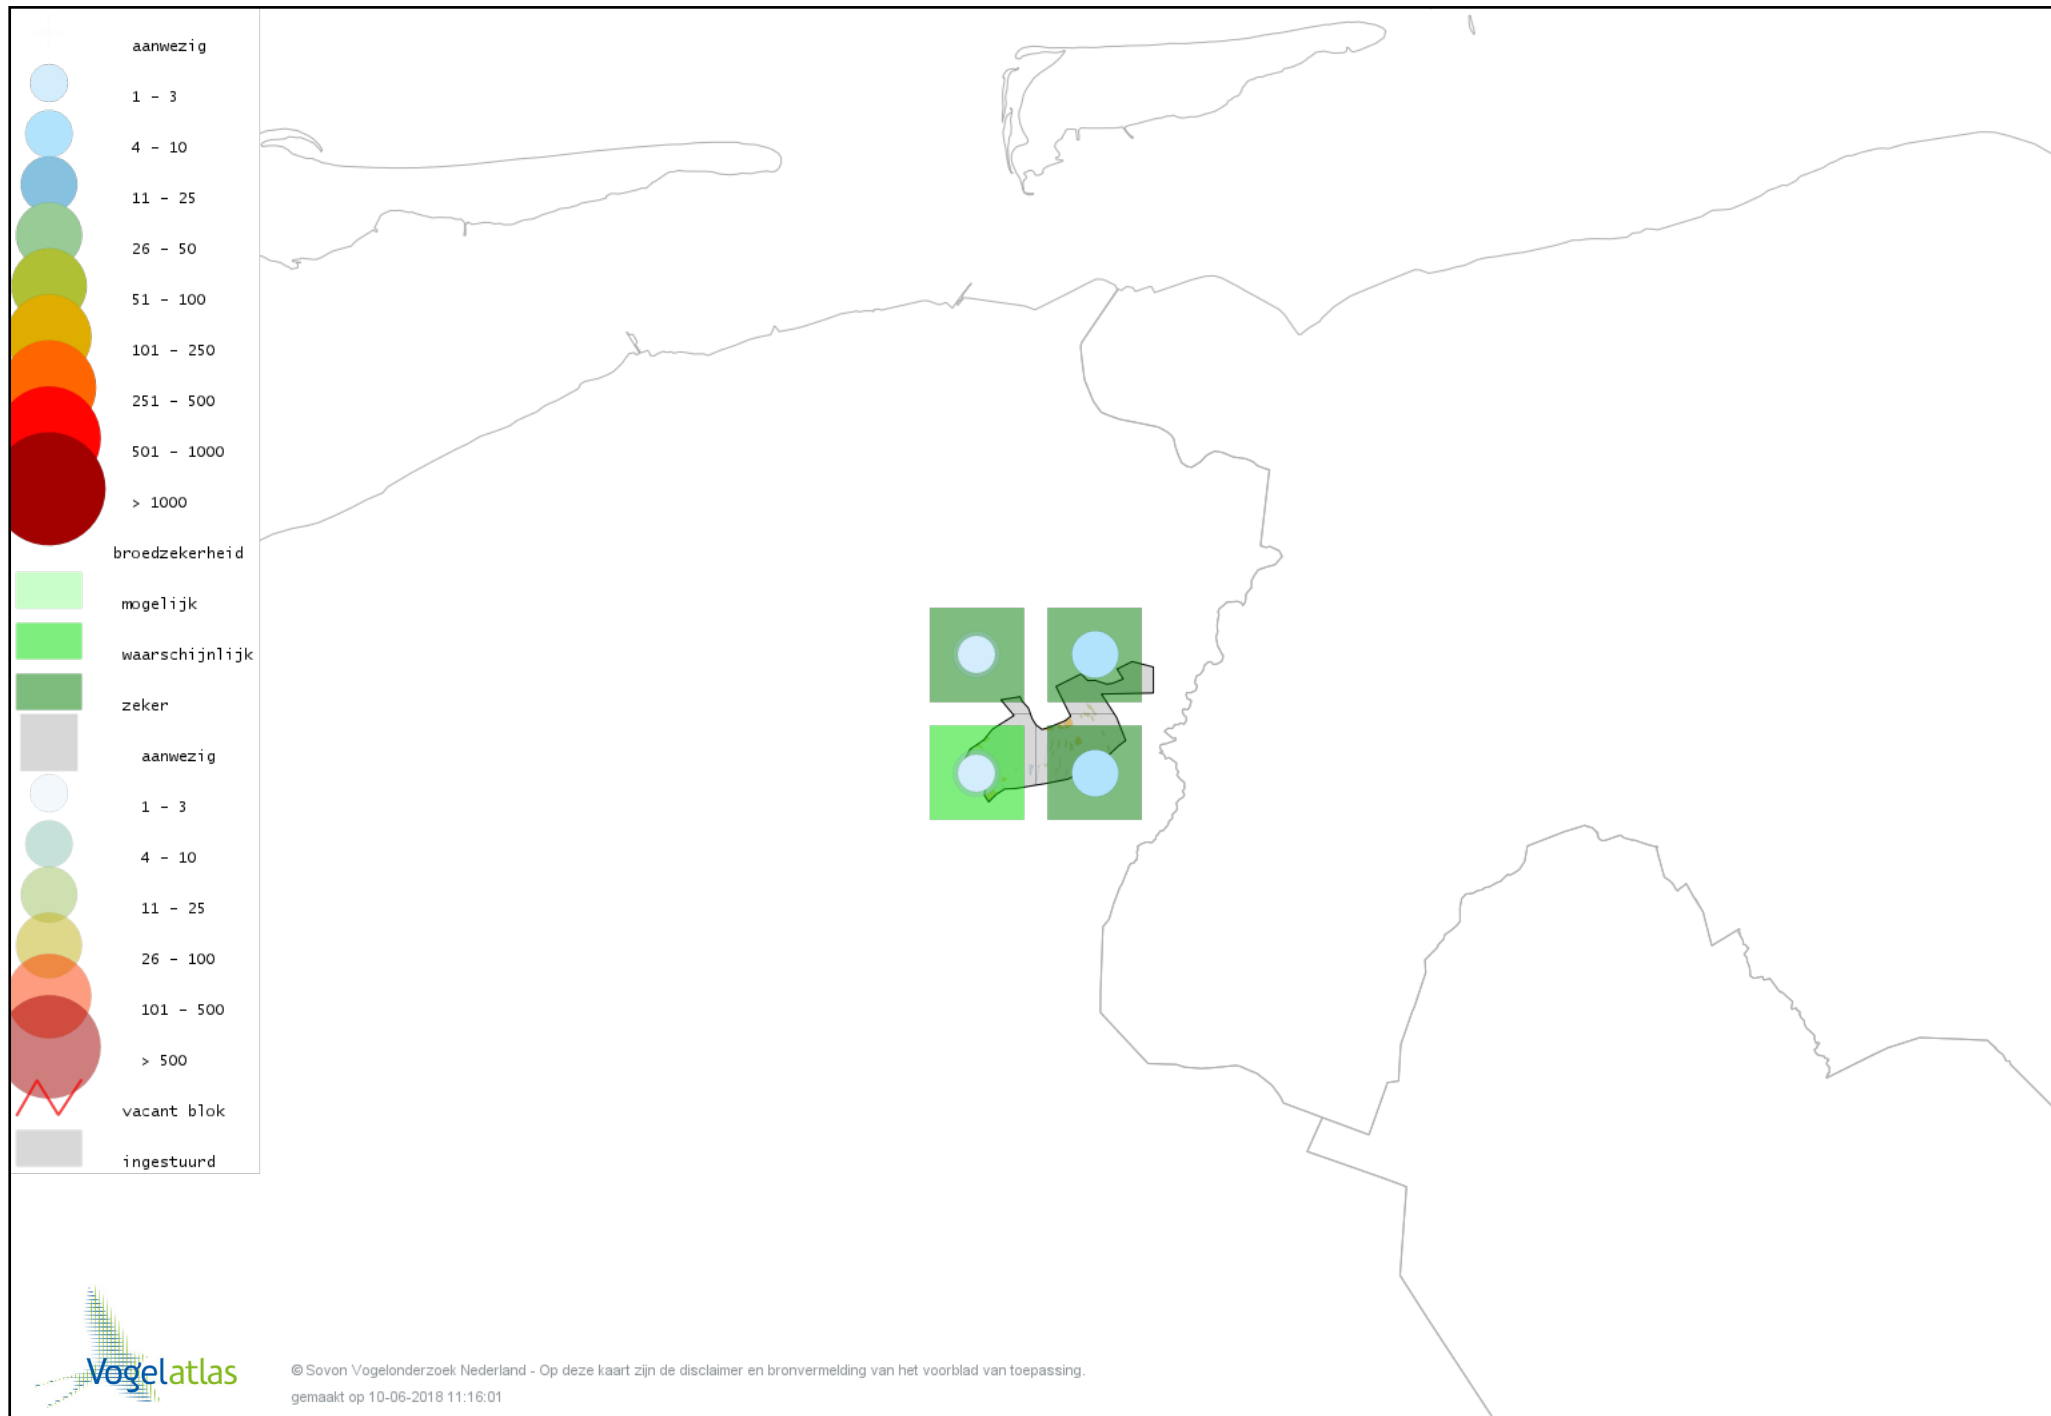 aanwezig
1 - 3
4 - 10
11 - 25
26 - 50
51 - 100
101 - 250
251 - 500
501 - 1000
> 1000
broedzekerheid
mogelijk
waarschijnlijk
zeker
aanwezig
1 - 3
4 - 10
11 - 25
26 - 100
101 - 500
> 500
vacant blok
ingestuurd
Vogelatlas
© Sovon Vogelonderzoek Nederland - Op deze kaart zijn de disclaimer en bronvermelding van het voorblad van toepassing.
gemaakt op 10-06-2018 11:16:01